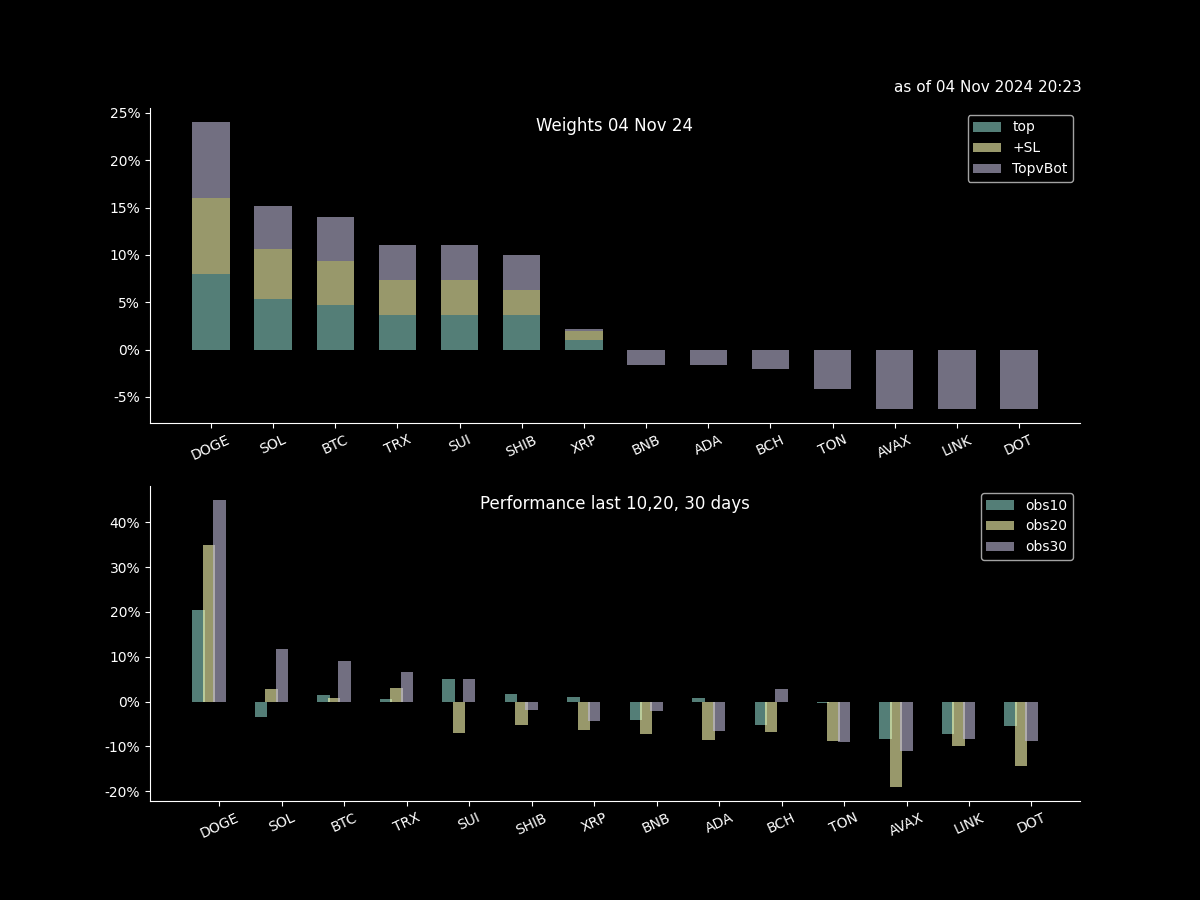 as of 04 Nov 2024 20:23
Weights 04 Nov 24
top
+SL
TopvBot
25%
20%
15%
10%
5%
0%
-5%
DOGE SOL BTC TRX SUI SHIB XRP BNB ADA BCH TON AVAX LINK DOT
Performance last 10,20, 30 days
obs10
obs20
obs30
40%
30%
20%
10%
0%
-10%
-20%
DOGE SOL BTC TRX SUI SHIB XRP BNB ADA BCH TON AVAX LINK DOT